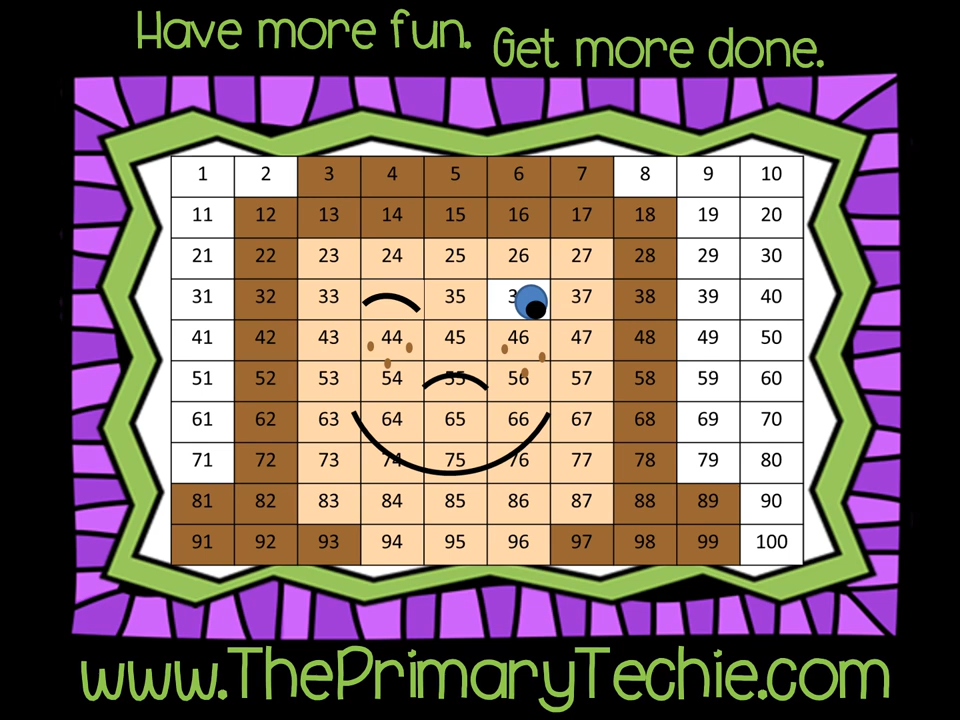 Have more fun. Get more done.
1 2 3 4 5 6 7 8 9 10
11 12 13 14 15 16 17 18 19 20
21 22 23 24 25 26 27 28 29 30
31 32 33 35 37 38 39 40
41 42 43 44 45 46 47 48 49 50
51 52 53 54 55 56 57 58 59 60
61 62 63 64 65 66 67 68 69 70
71 72 73 74 75 76 77 78 79 80
81 82 83 84 85 86 87 88 89 90
91 92 93 94 95 96 97 98 99 100
www.ThePrimaryTechie.com